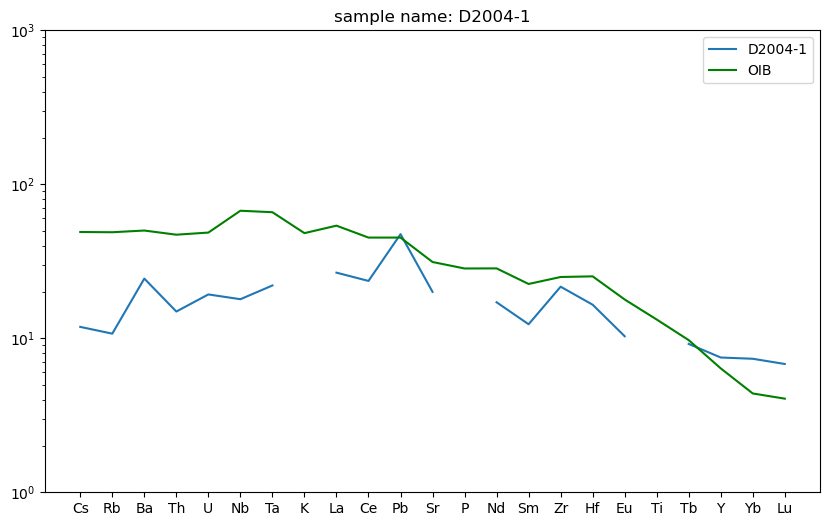 sample name: D2004-1
D2004-1
OIB
10³
10²
10¹
10⁰
Cs Rb Ba Th U Nb Ta K La Ce Pb Sr P Nd Sm Zr Hf Eu Ti Tb Y Yb Lu